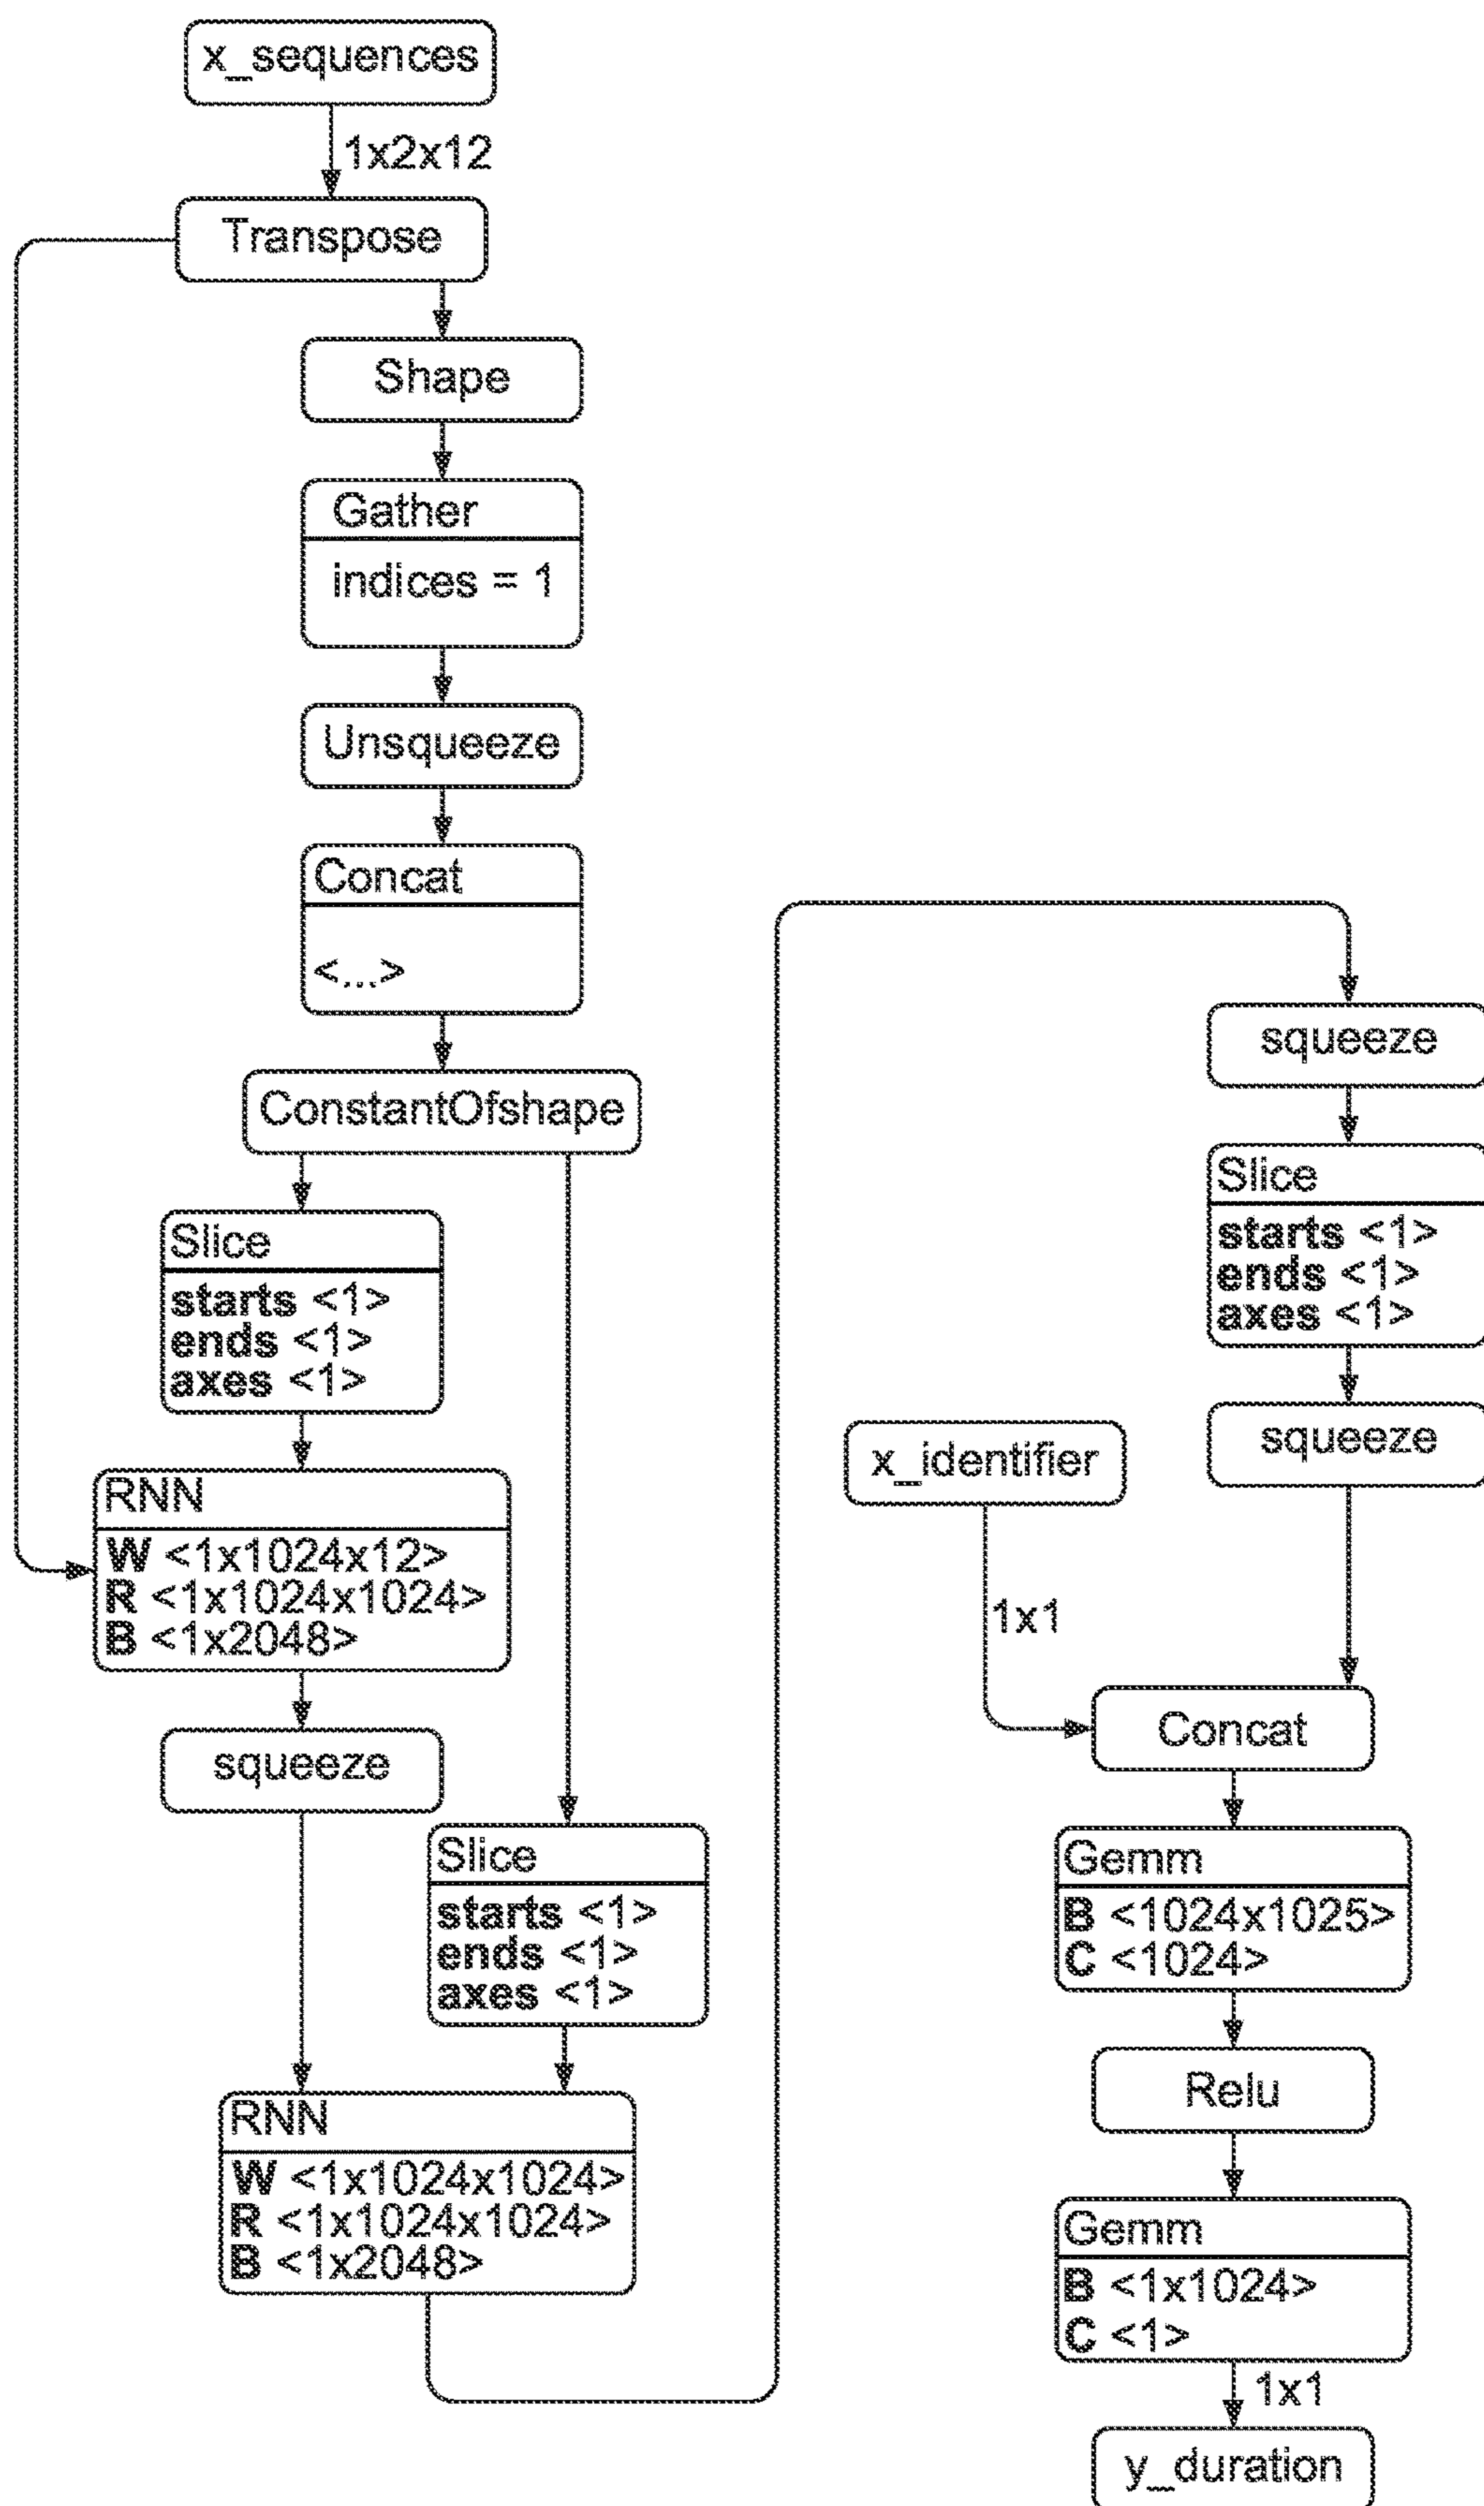 x_sequences
1x2x12
Transpose
Shape
Gather
indices = 1
Unsqueeze
Concat
<...>
ConstantOfshape
Slice
starts <1>
ends <1>
axes <1>
RNN
W <1x1024x12>
R <1x1024x1024>
B <1x2048>
squeeze
Slice
starts <1>
ends <1>
axes <1>
RNN
W <1x1024x1024>
R <1x1024x1024>
B <1x2048>
squeeze
Slice
starts <1>
ends <1>
axes <1>
squeeze
x_identifier
1x1
Concat
Gemm
B <1024x1025>
C <1024>
Relu
Gemm
B <1x1024>
C <1>
1x1
y_duration